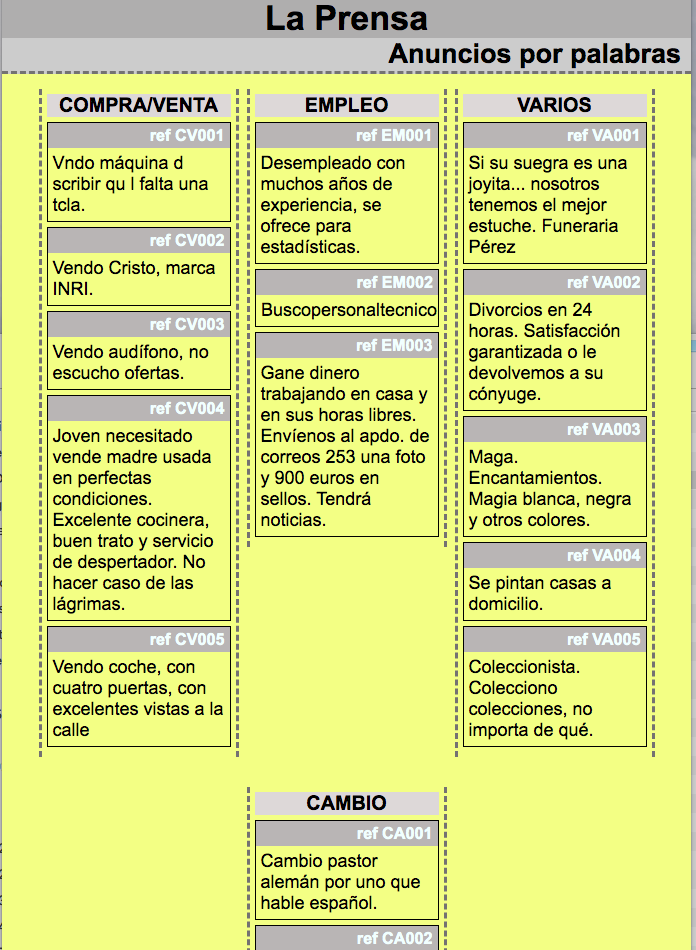 La Prensa
Anuncios por palabras
COMPRA/VENTA
ref CV001
Vndo máquina d
scribir qu l falta una
tcla.
ref CV002
Vendo Cristo, marca
INRI.
ref CV003
Vendo audífono, no
escucho ofertas.
ref CV004
Joven necesitado
vende madre usada
en perfectas
condiciones.
Excelente cocinera,
buen trato y servicio
de despertador. No
hacer caso de las
lágrimas.
ref CV005
Vendo coche, con
cuatro puertas, con
excelentes vistas a la
calle
EMPLEO
ref EM001
Desempleado con
muchos años de
experiencia, se
ofrece para
estadísticas.
ref EM002
Buscopersonaltecnico
ref EM003
Gane dinero
trabajando en casa y
en sus horas libres.
Envíenos al apdo. de
correos 253 una foto
y 900 euros en
sellos. Tendrá
noticias.
VARIOS
ref VA001
Si su suegra es una
joyita... nosotros
tenemos el mejor
estuche. Funeraria
Pérez
ref VA002
Divorcios en 24
horas. Satisfacción
garantizada o le
devolvemos a su
cónyuge.
ref VA003
Maga.
Encantamientos.
Magia blanca, negra
y otros colores.
ref VA004
Se pintan casas a
domicilio.
ref VA005
Coleccionista.
Colecciono
colecciones, no
importa de qué.
CAMBIO
ref CA001
Cambio pastor
alemán por uno que
hable español.
ref CA002